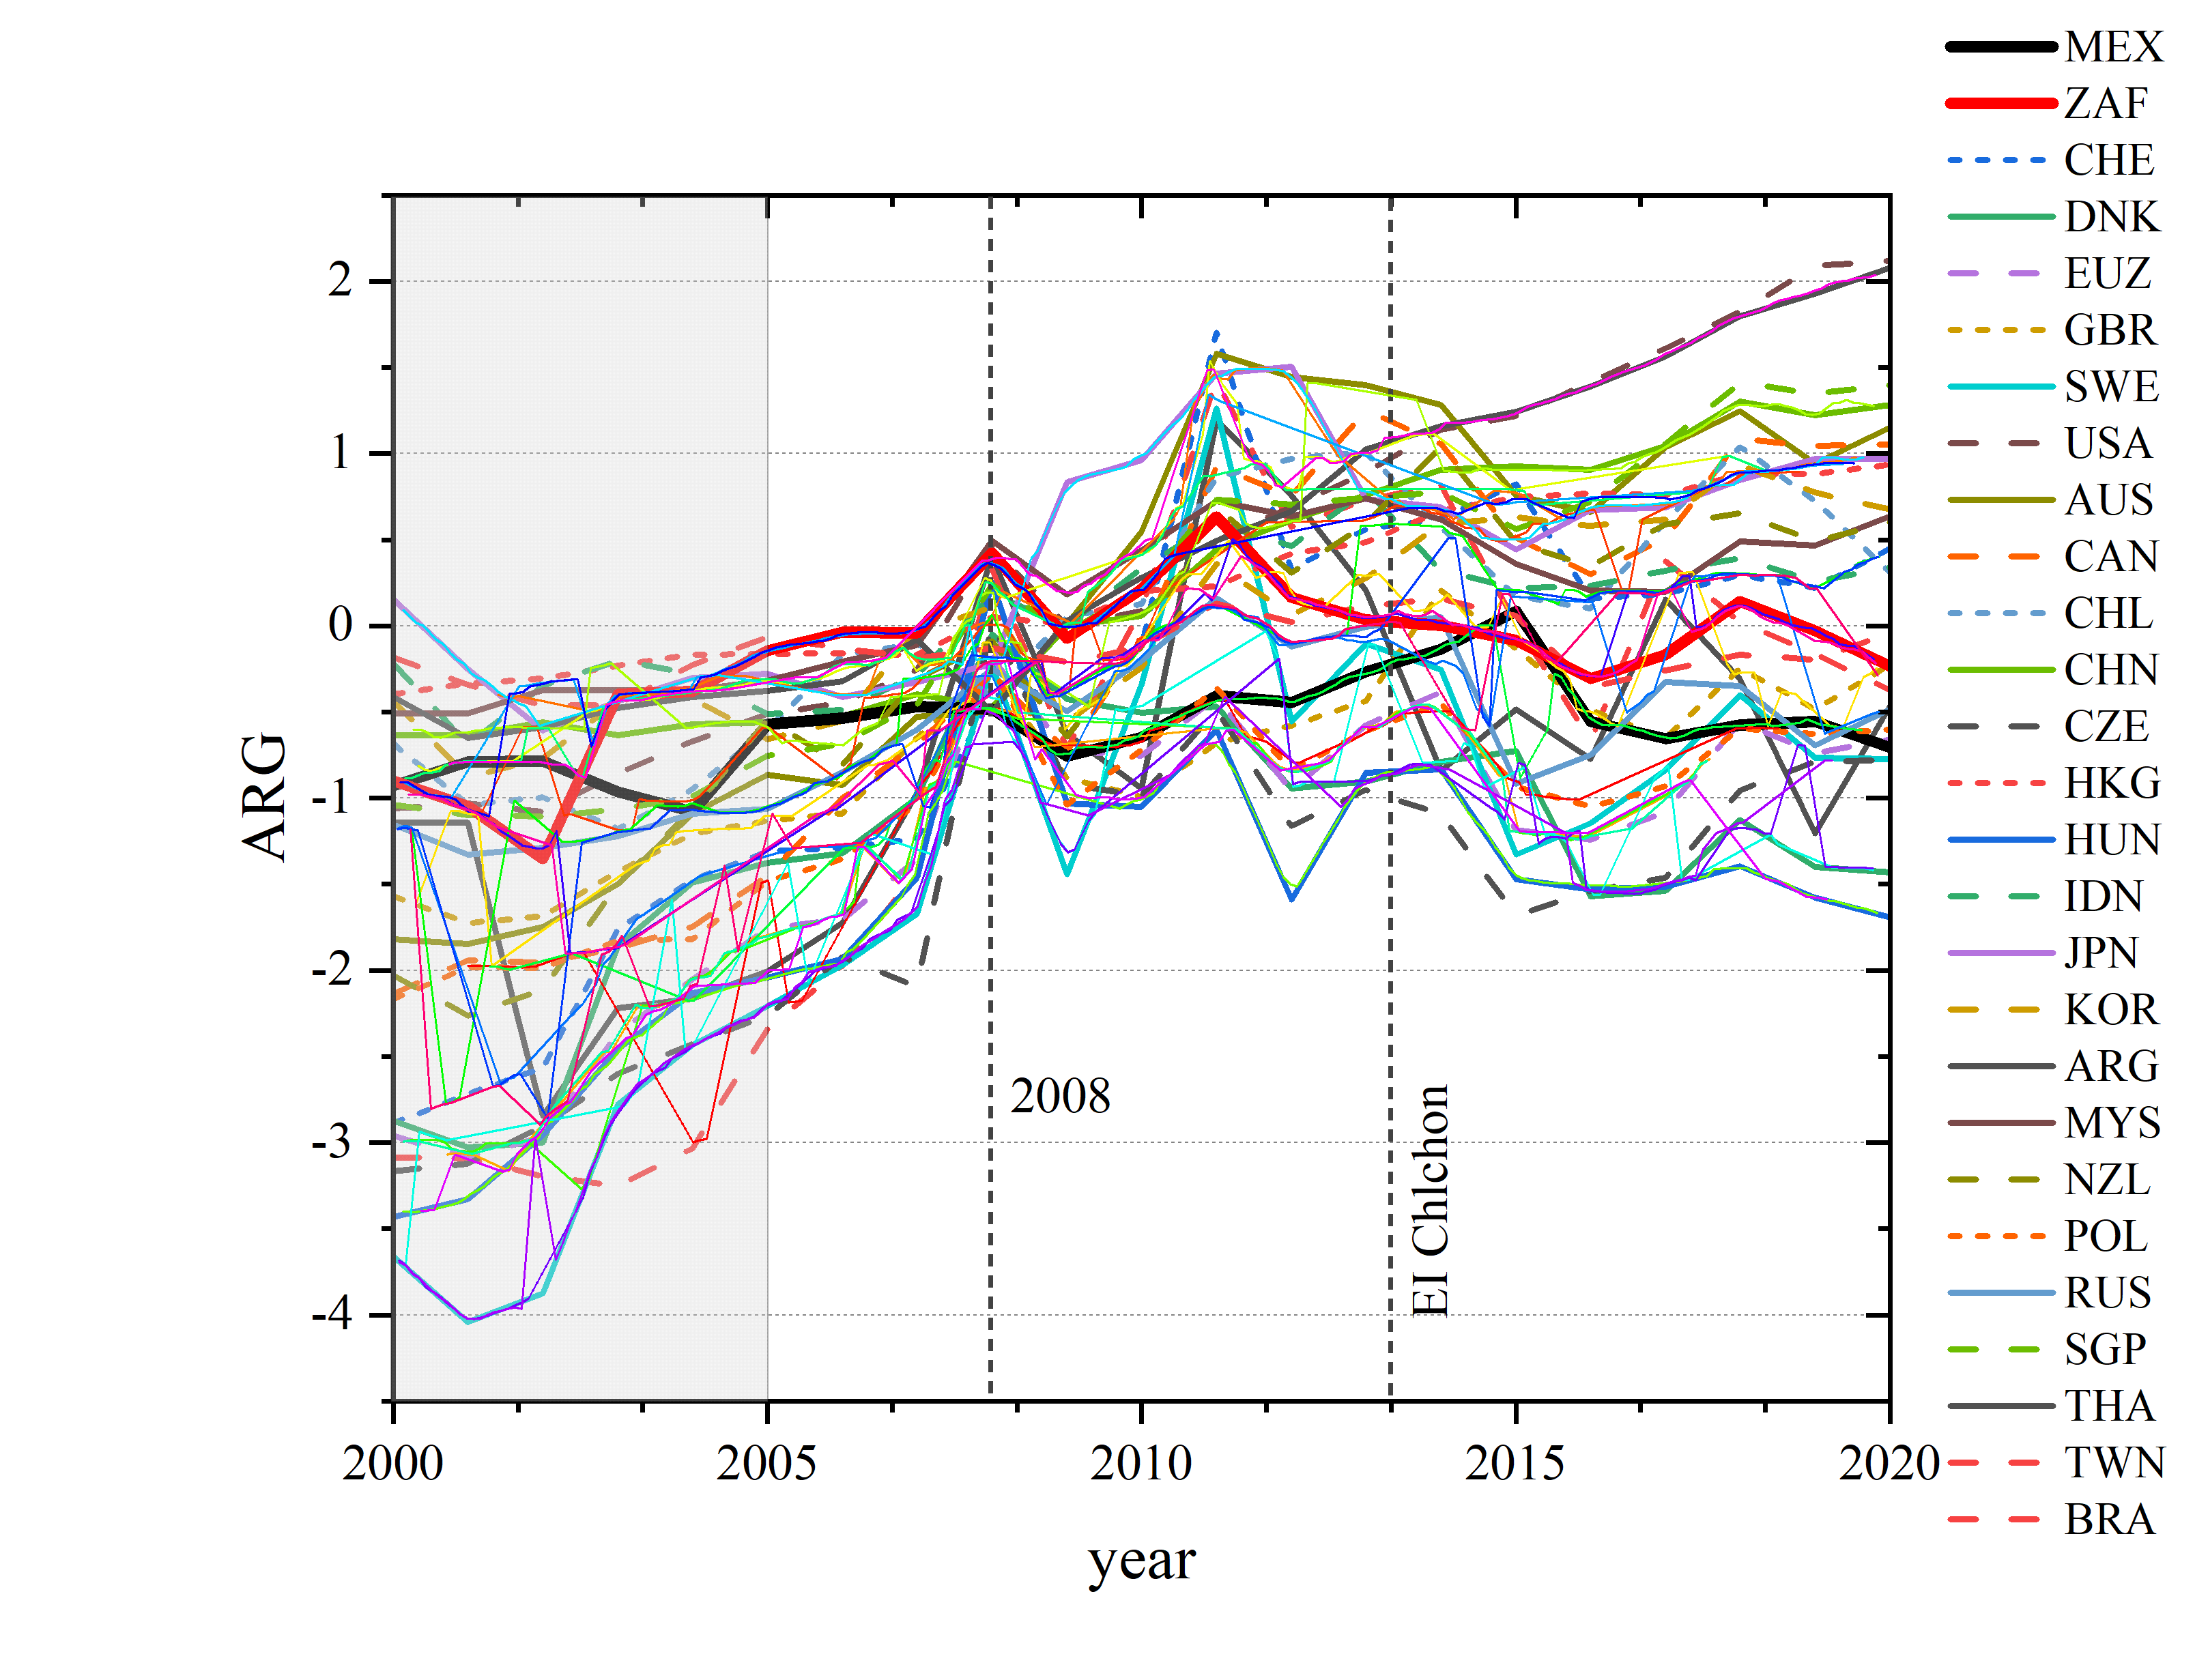 MEX
ZAF
CHE
DNK
EUZ
GBR
SWE
USA
AUS
CAN
CHL
CHN
CZE
HKG
HUN
IDN
JPN
KOR
ARG
MYS
NZL
POL
RUS
SGP
THA
TWN
BRA
2
1
0
-1
-2
-3
-4
ARG
2008
EI Chlchon
2000
2005
2010
2015
2020
year